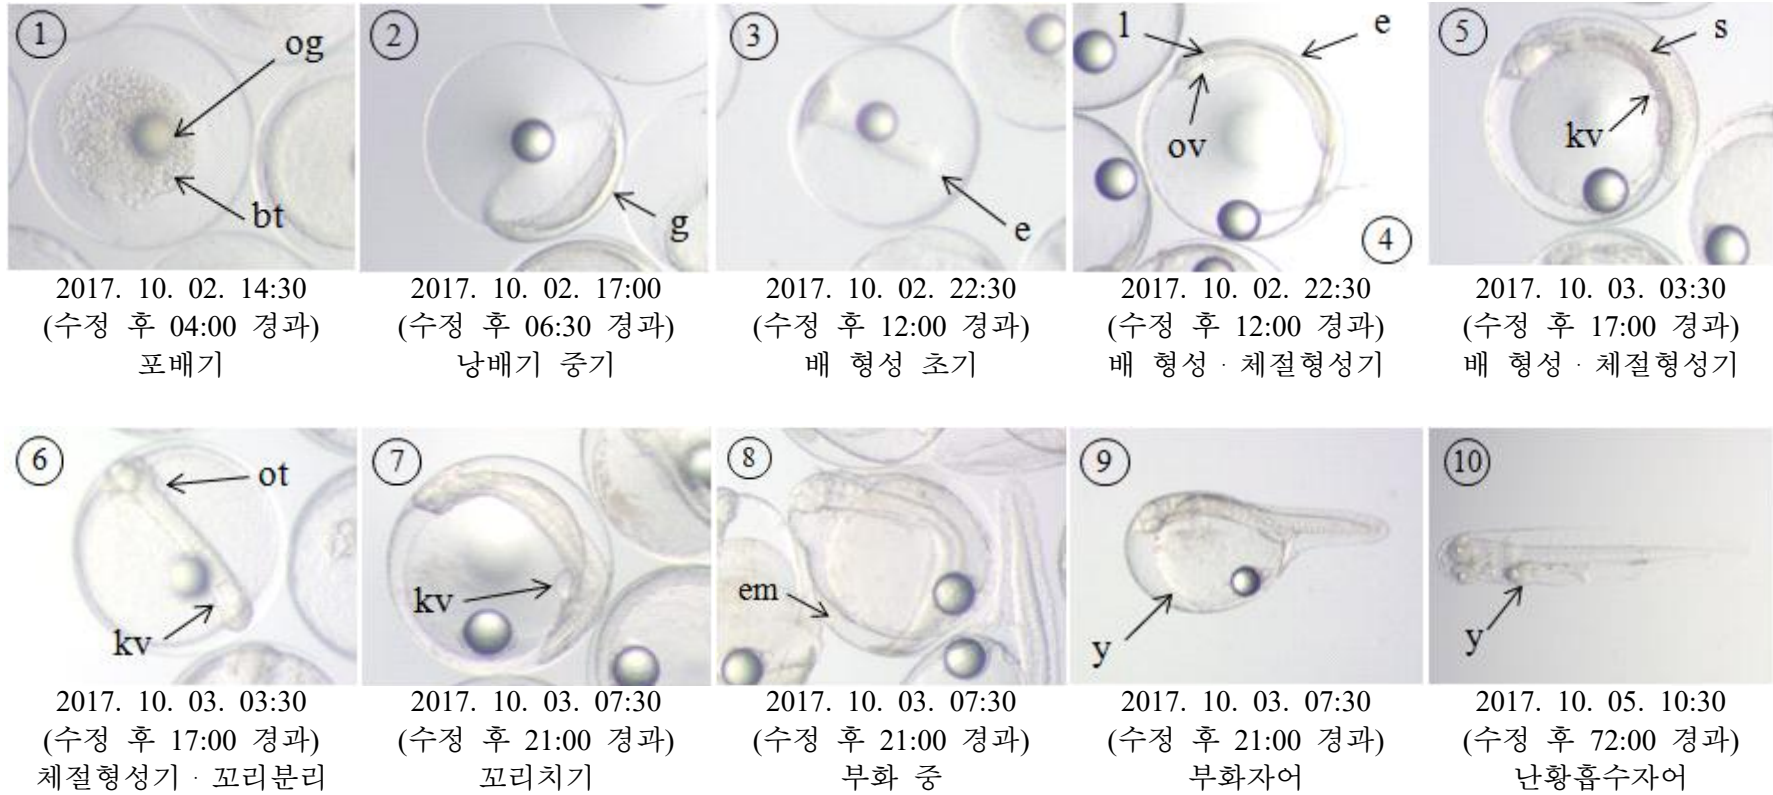 ①
og
bt
2017. 10. 02. 14:30
(수정 후 04:00 경과)
포배기
②
g
2017. 10. 02. 17:00
(수정 후 06:30 경과)
낭배기 중기
③
e
2017. 10. 02. 22:30
(수정 후 12:00 경과)
배 형성 초기
l
e
ov
④
2017. 10. 02. 22:30
(수정 후 12:00 경과)
배 형성 · 체절형성기
⑤
s
kv
2017. 10. 03. 03:30
(수정 후 17:00 경과)
배 형성 · 체절형성기
⑥
ot
kv
2017. 10. 03. 03:30
(수정 후 17:00 경과)
체절형성기 · 꼬리분리
⑦
kv
2017. 10. 03. 07:30
(수정 후 21:00 경과)
꼬리치기
⑧
em
2017. 10. 03. 07:30
(수정 후 21:00 경과)
부화 중
⑨
y
2017. 10. 03. 07:30
(수정 후 21:00 경과)
부화자어
⑩
y
2017. 10. 05. 10:30
(수정 후 72:00 경과)
난황흡수자어